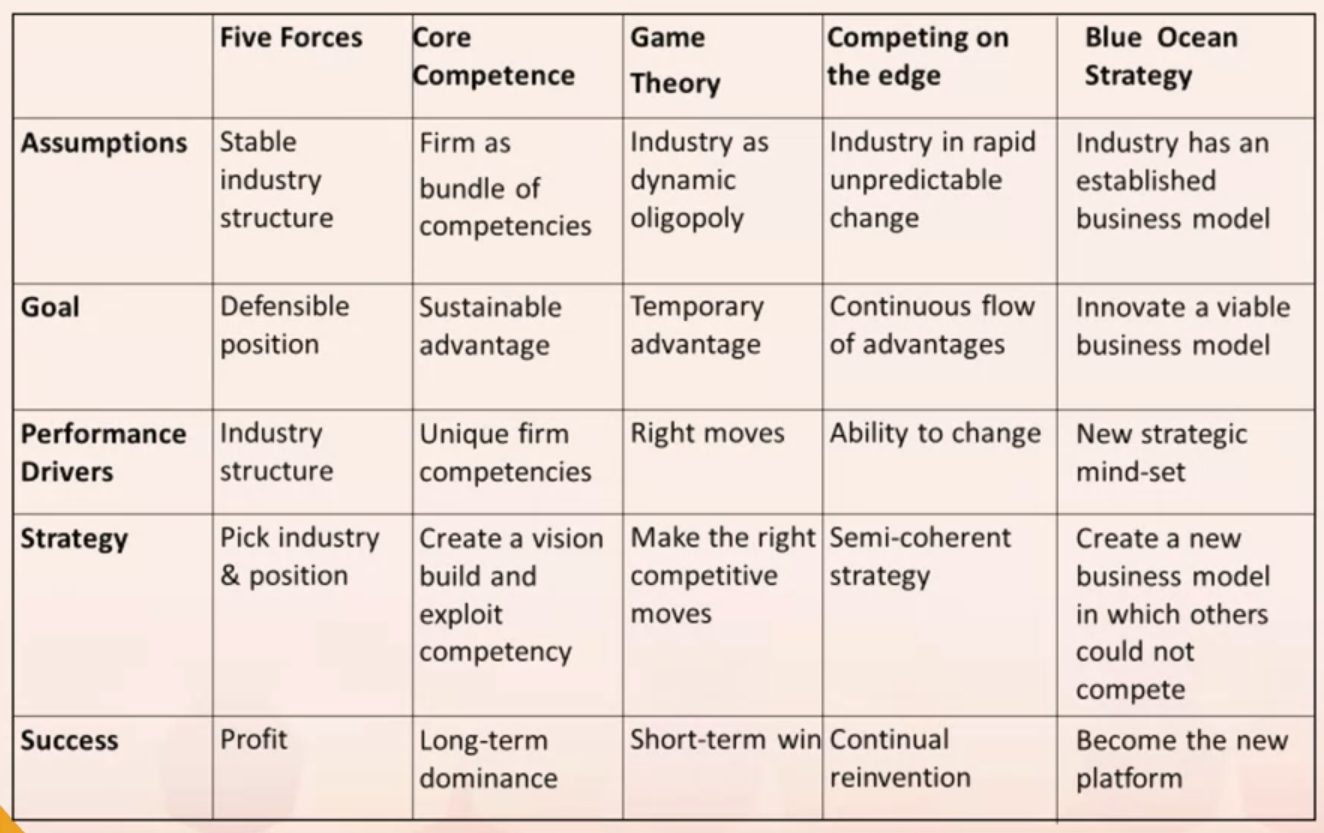 Five Forces
Core
Competence
Game
Theory
Competing on
the edge
Blue Ocean
Strategy
Assumptions
Stable
industry
structure
Firm as
bundle of
competencies
Industry as
dynamic
oligopoly
Industry in rapid
unpredictable
change
Industry has an
established
business model
Goal
Defensible
position
Sustainable
advantage
Temporary
advantage
Continuous flow
of advantages
Innovate a viable
business model
Performance
Drivers
Industry
structure
Unique firm
competencies
Right moves
Ability to change
New strategic
mind-set
Strategy
Pick industry
& position
Create a vision
build and
exploit
competency
Make the right
competitive
moves
Semi-coherent
strategy
Create a new
business model
in which others
could not
compete
Success
Profit
Long-term
dominance
Short-term win
Continual
reinvention
Become the new
platform